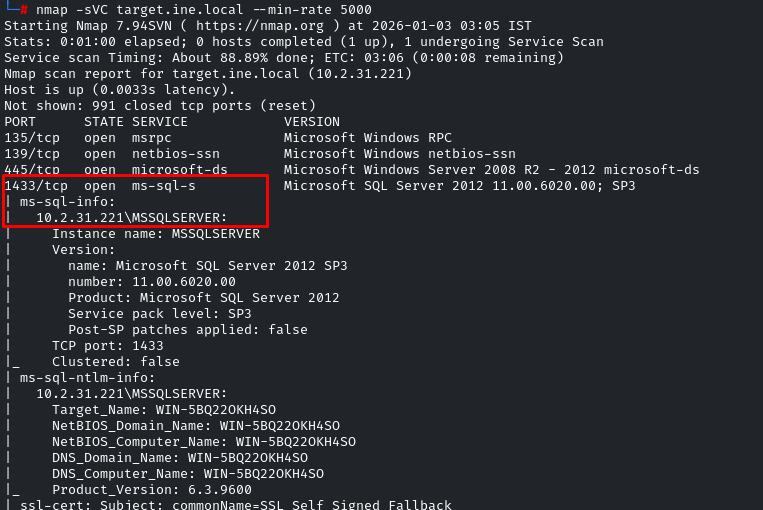 # nmap -sVC target.ine.local --min-rate 5000
Starting Nmap 7.94SVN ( https://nmap.org ) at 2026-01-03 03:05 IST
Stats: 0:01:00 elapsed; 0 hosts completed (1 up), 1 undergoing Service Scan
Service scan Timing: About 88.89% done; ETC: 03:06 (0:00:08 remaining)
Nmap scan report for target.ine.local (10.2.31.221)
Host is up (0.0033s latency).
Not shown: 991 closed tcp ports (reset)
PORT     STATE SERVICE       VERSION
135/tcp  open  msrpc         Microsoft Windows RPC
139/tcp  open  netbios-ssn   Microsoft Windows netbios-ssn
445/tcp  open  microsoft-ds  Microsoft Windows Server 2008 R2 - 2012 microsoft-ds
1433/tcp open  ms-sql-s      Microsoft SQL Server 2012 11.00.6020.00; SP3
| ms-sql-info:
|   10.2.31.221\MSSQLSERVER:
|     Instance name: MSSQLSERVER
|     Version:
|       name: Microsoft SQL Server 2012 SP3
|       number: 11.00.6020.00
|       Product: Microsoft SQL Server 2012
|       Service pack level: SP3
|       Post-SP patches applied: false
|     TCP port: 1433
|_    Clustered: false
| ms-sql-ntlm-info:
|   10.2.31.221\MSSQLSERVER:
|     Target_Name: WIN-5BQ22OKH4SO
|     NetBIOS_Domain_Name: WIN-5BQ22OKH4SO
|     NetBIOS_Computer_Name: WIN-5BQ22OKH4SO
|     DNS_Domain_Name: WIN-5BQ22OKH4SO
|     DNS_Computer_Name: WIN-5BQ22OKH4SO
|_    Product_Version: 6.3.9600
| ssl-cert: Subject: commonName=SSL_Self_Signed_Fallback